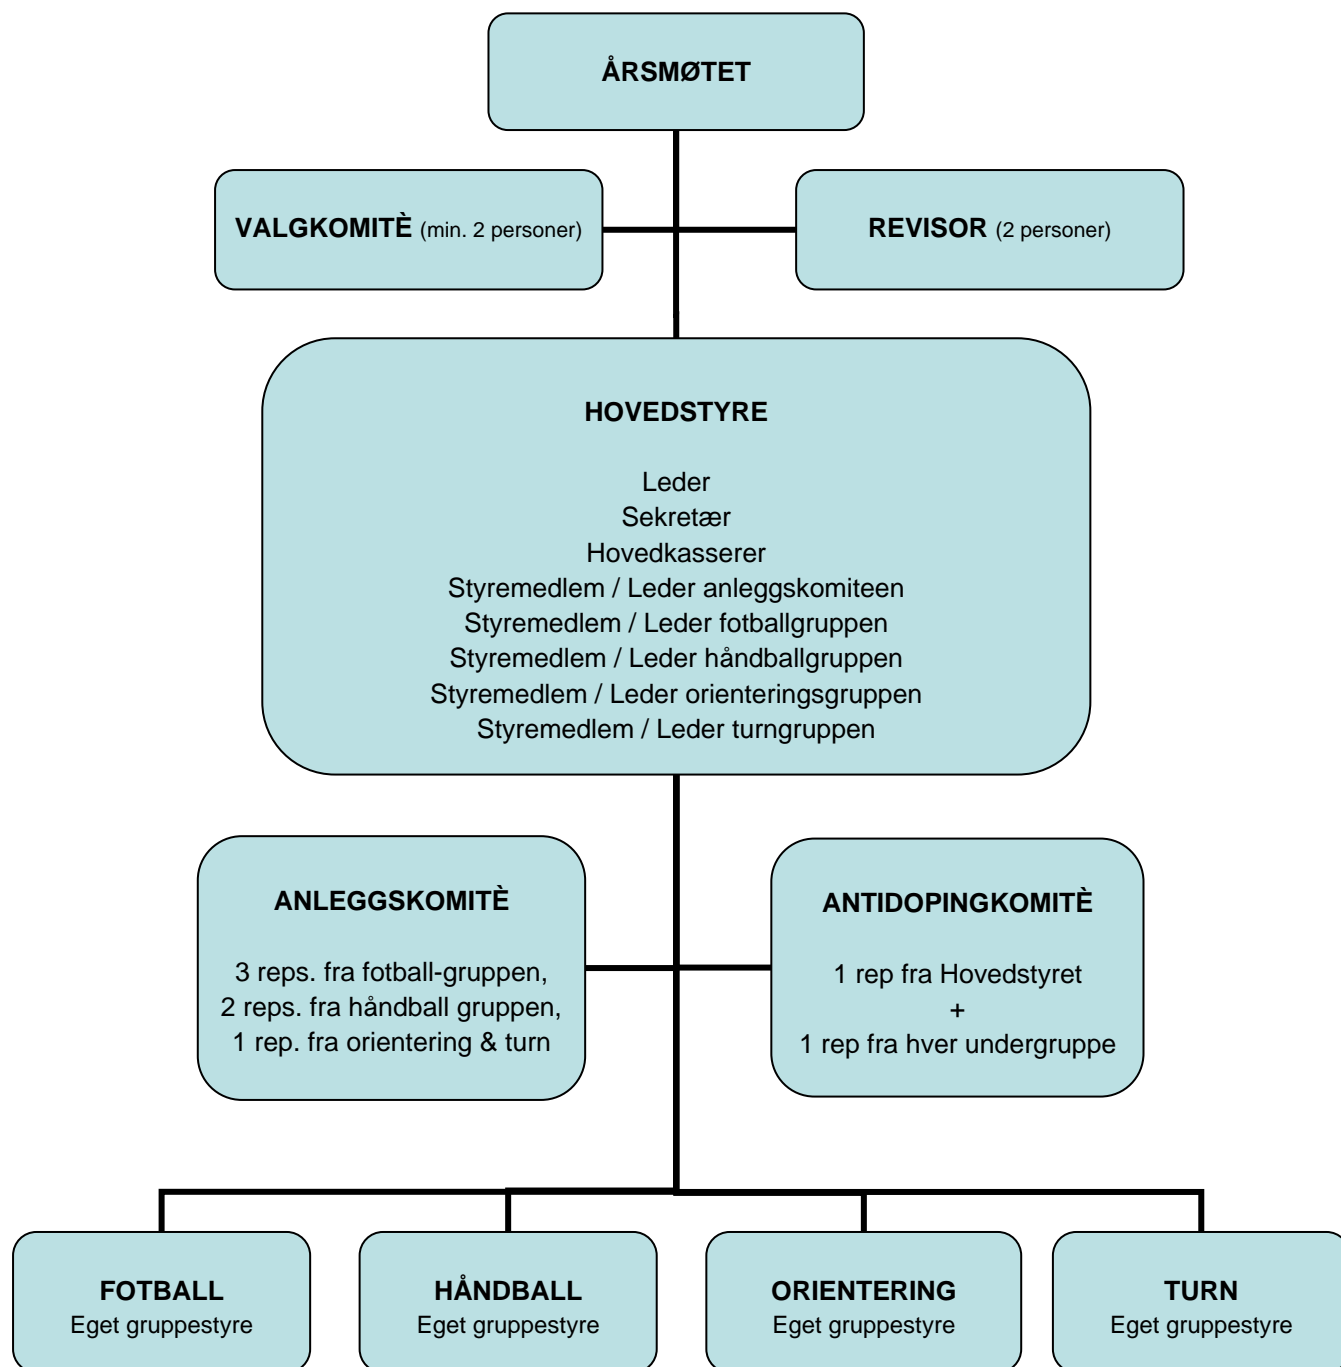 ÅRSMØTET
VALGKOMITÈ (min. 2 personer)
REVISOR (2 personer)
HOVEDSTYRE
Leder
Sekretær
Hovedkasserer
Styremedlem / Leder anleggskomiteen
Styremedlem / Leder fotballgruppen
Styremedlem / Leder håndballgruppen
Styremedlem / Leder orienteringsgruppen
Styremedlem / Leder turngruppen
ANLEGGSKOMITÈ
3 reps. fra fotball-gruppen,
2 reps. fra håndball gruppen,
1 rep. fra orientering & turn
ANTIDOPINGKOMITÈ
1 rep fra Hovedstyret
+
1 rep fra hver undergruppe
FOTBALL
Eget gruppestyre
HÅNDBALL
Eget gruppestyre
ORIENTERING
Eget gruppestyre
TURN
Eget gruppestyre